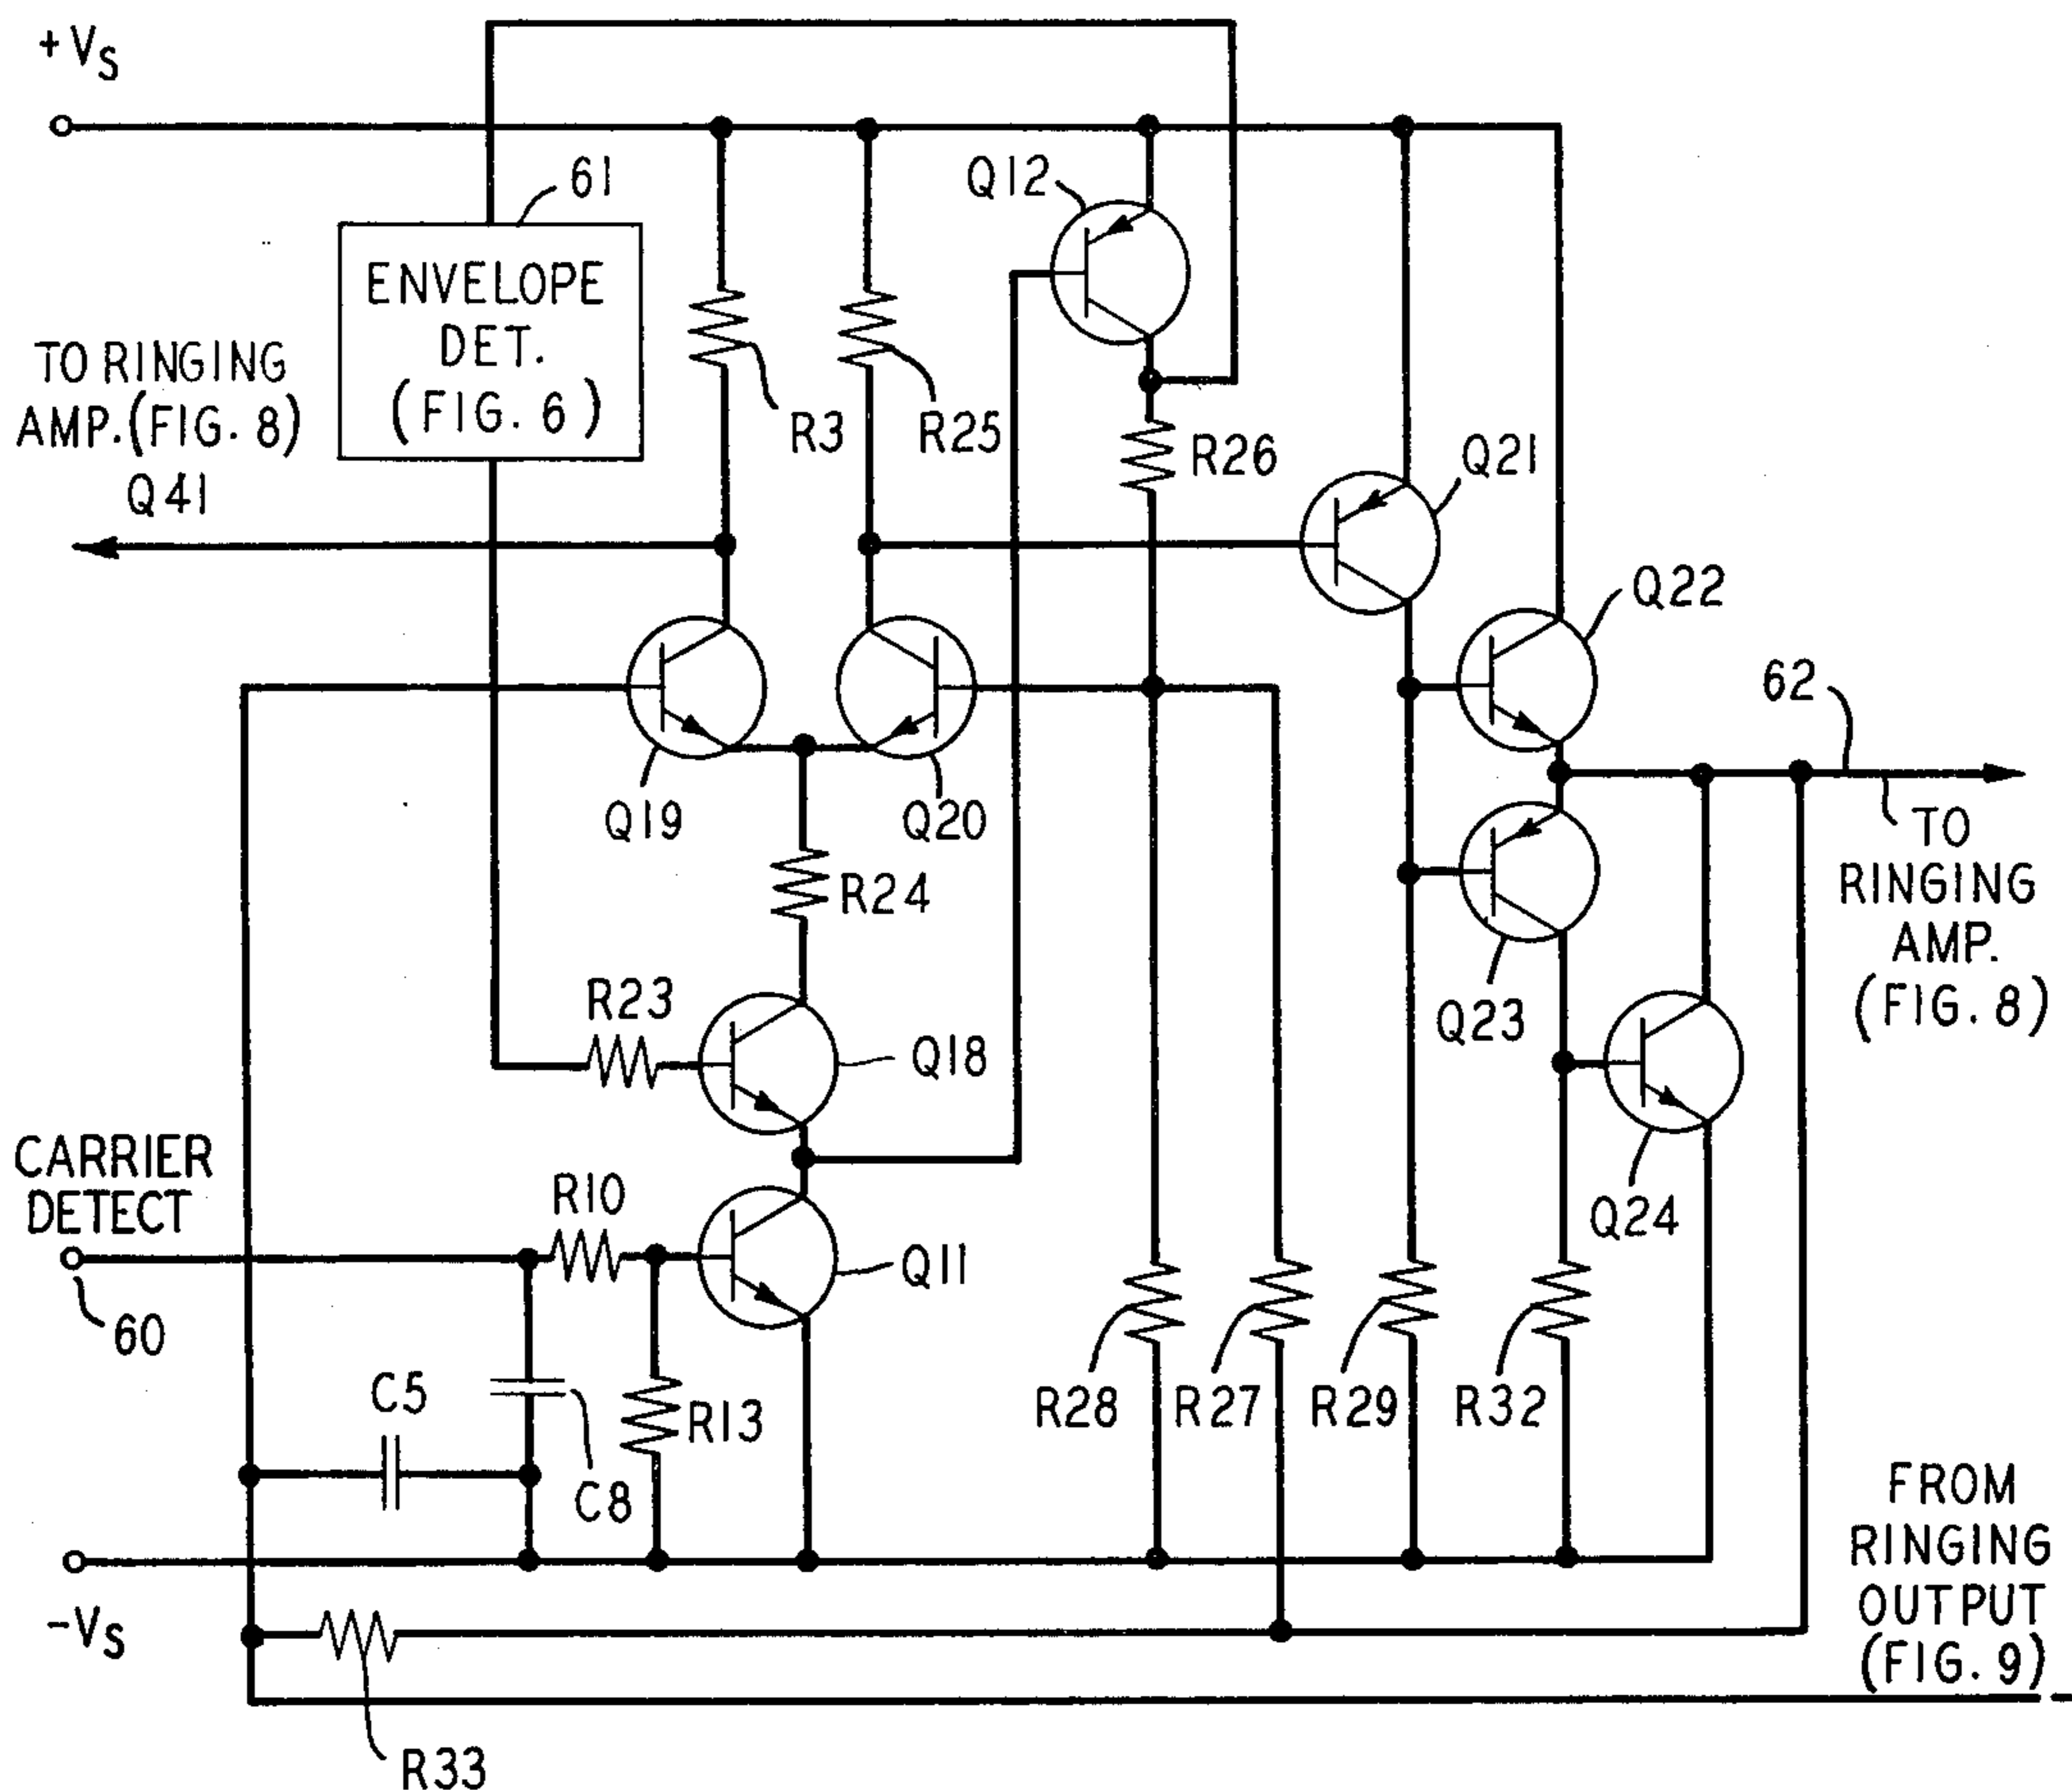 +VS
61
Q12
ENVELOPE
DET.
(FIG. 6)
TO RINGING
AMP.(FIG. 8)
Q41
R3
R25
R26
Q21
Q22
62
Q19
Q20
TO
RINGING
AMP.
(FIG. 8)
R24
R23
Q18
Q23
CARRIER
DETECT
R10
Q11
Q24
60
C5
C8
R13
R28
R27
R29
R32
-VS
FROM
RINGING
OUTPUT
(FIG. 9)
R33